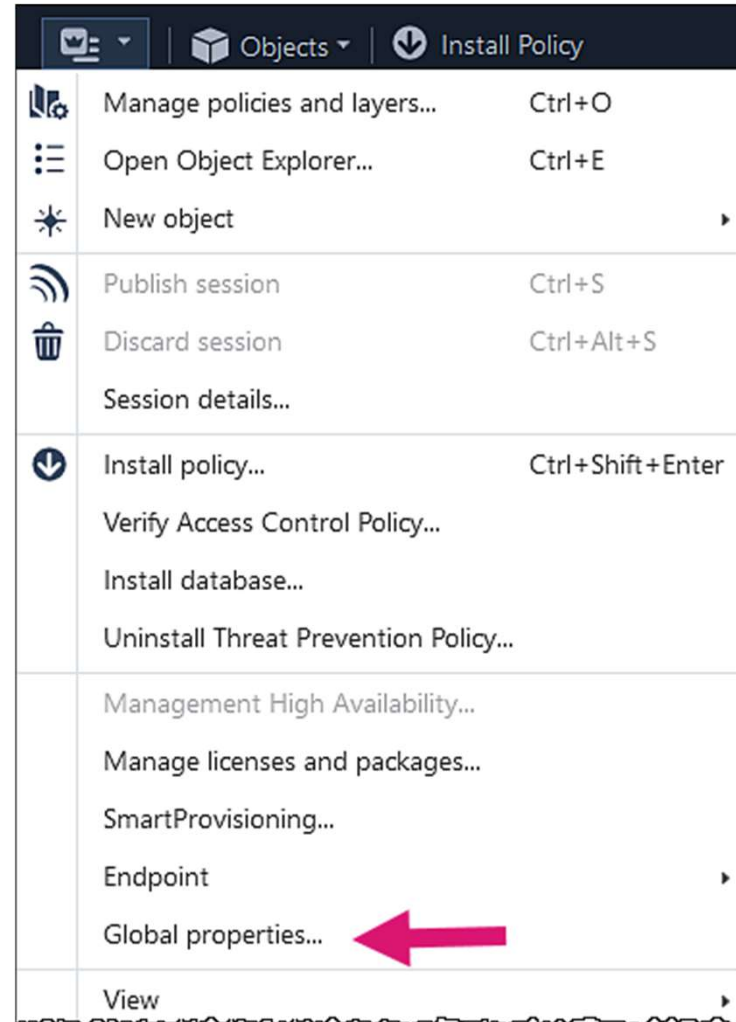 Objects Install Policy
Manage policies and layers... Ctrl+O
Open Object Explorer... Ctrl+E
New object
Publish session Ctrl+S
Discard session Ctrl+Alt+S
Session details...
Install policy... Ctrl+Shift+Enter
Verify Access Control Policy...
Install database...
Uninstall Threat Prevention Policy...
Management High Availability...
Manage licenses and packages...
SmartProvisioning...
Endpoint
Global properties...
View